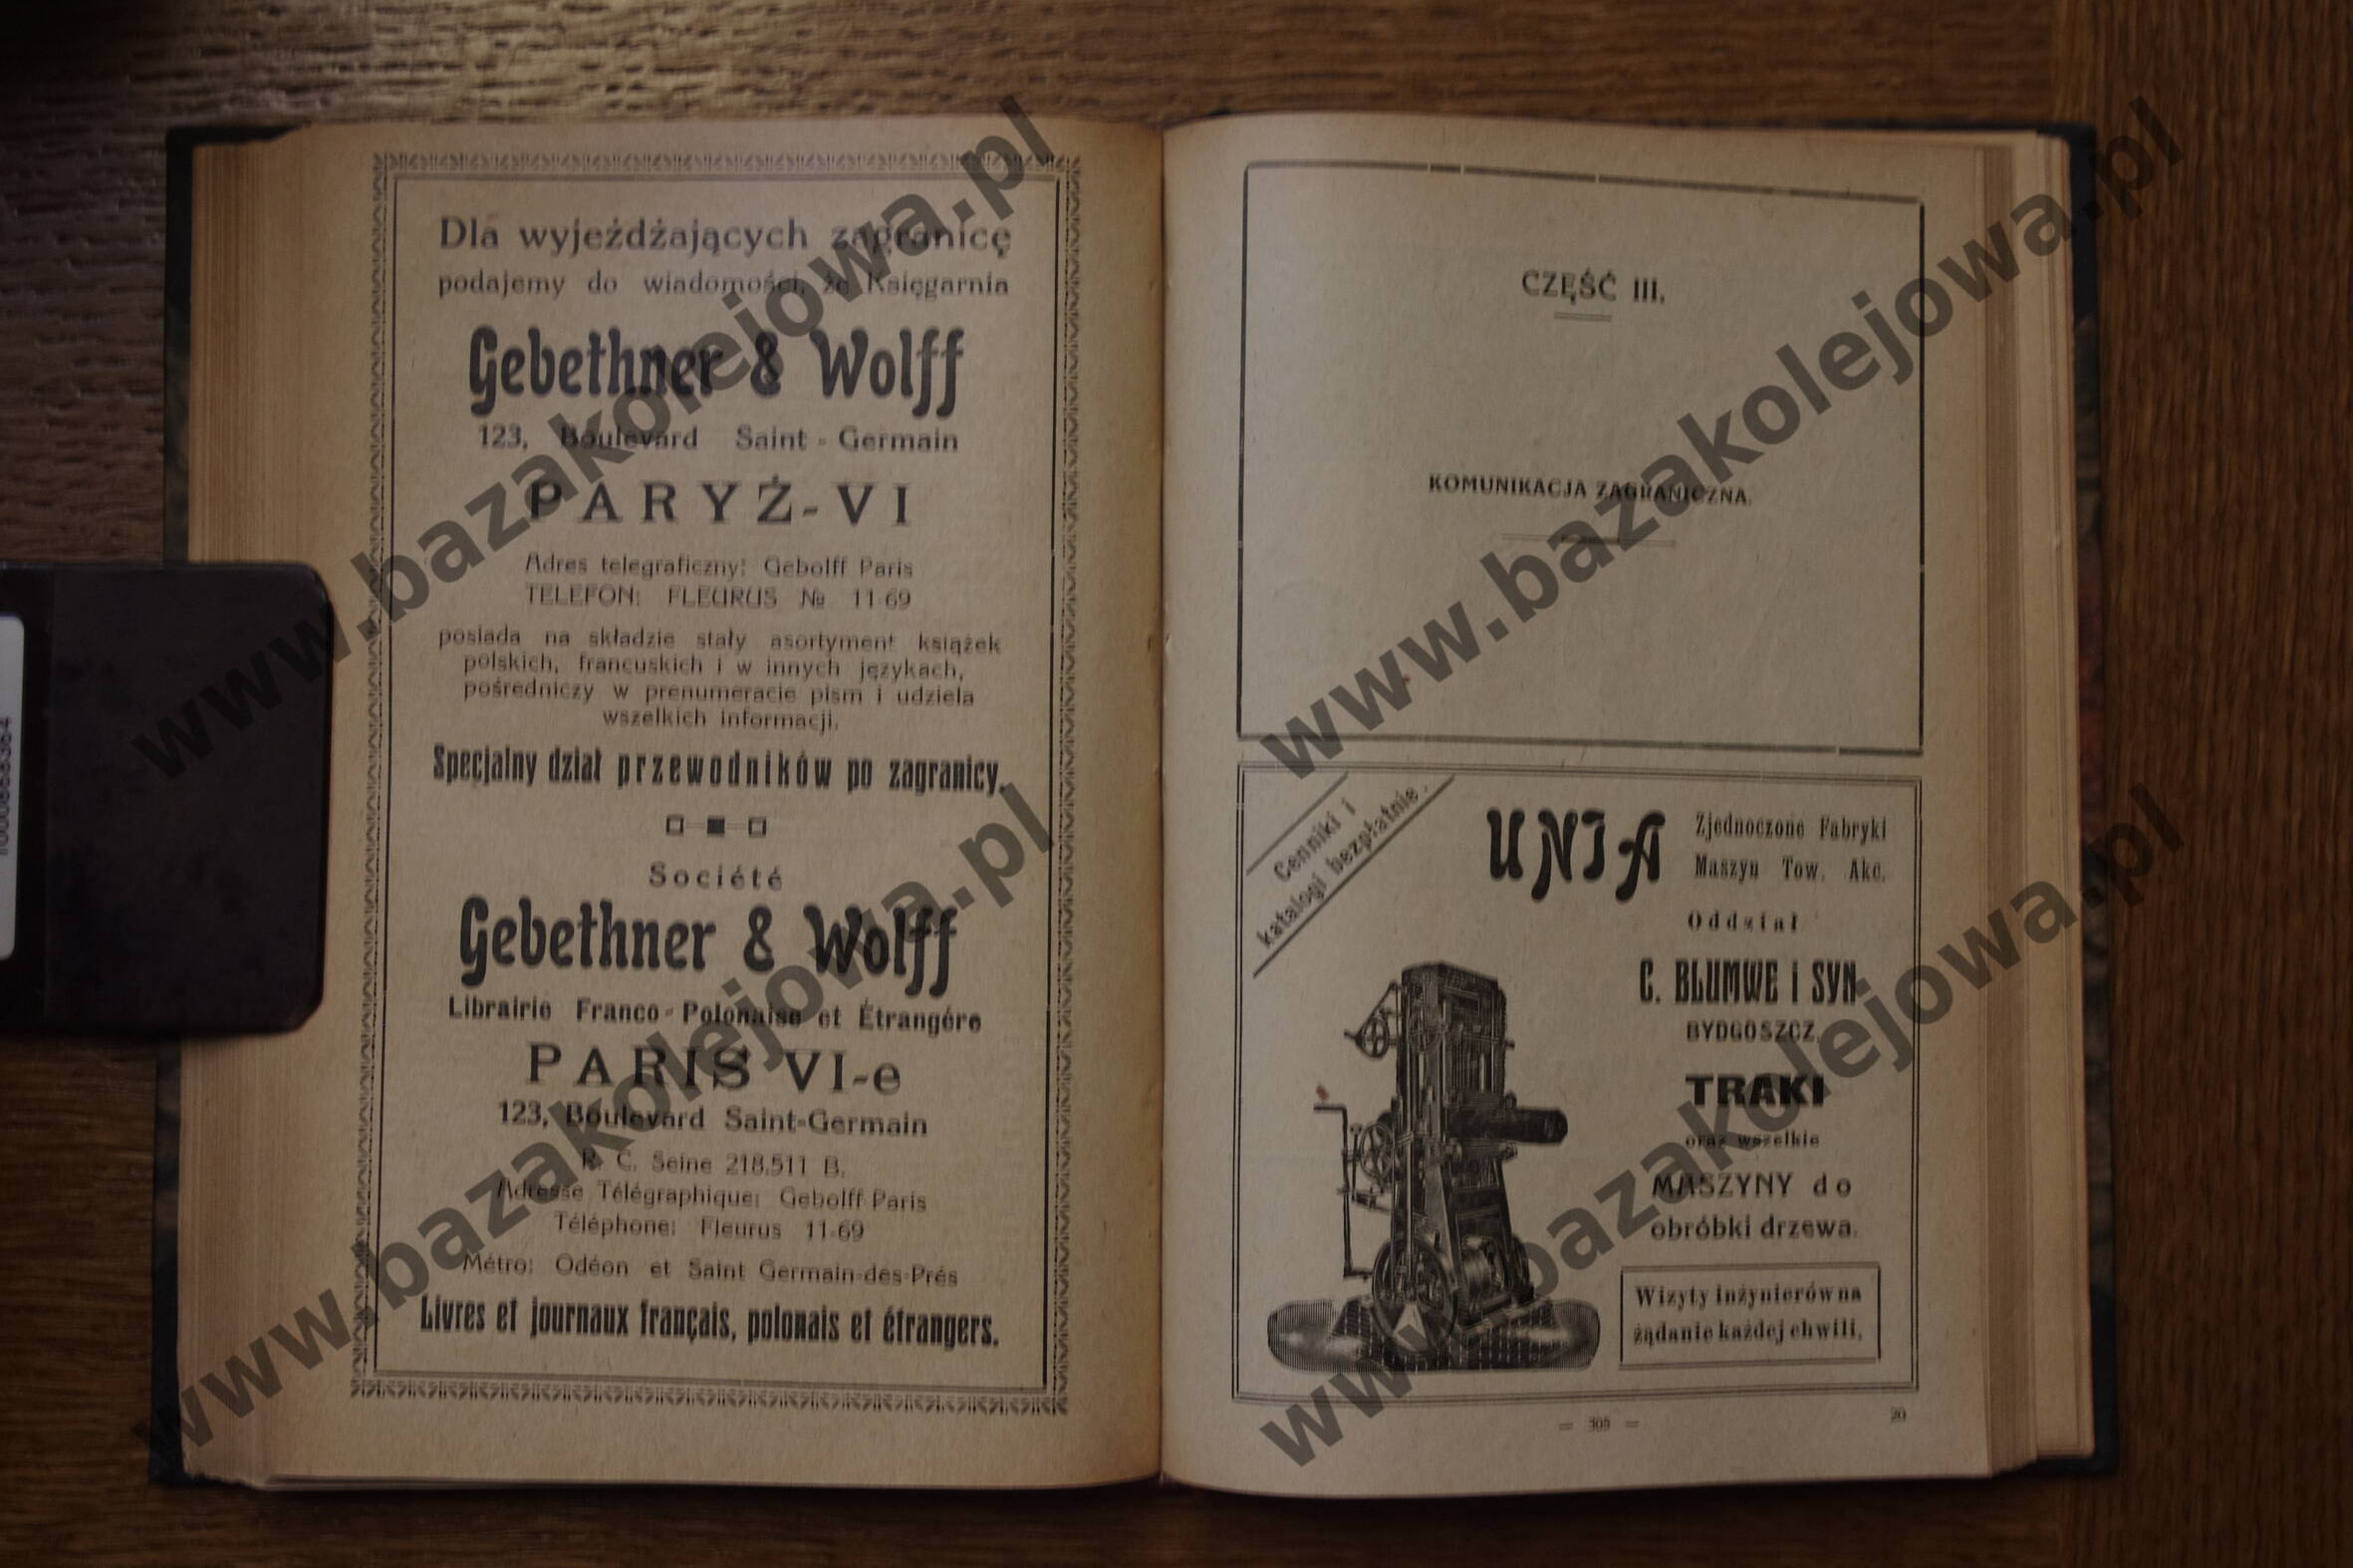 Dla wyjeżdżających zagranicę
podajemy do wiadomości, że Księgarnia
Gebethner & Wolff
123, Boulevard Saint-Germain
PARYŻ-VI
Adres telegraficzny: Gebolff Paris
TELEFON: FLEURUS № 11-69
posiada na składzie stały asortyment książek
polskich, francuskich i w innych językach,
pośredniczy w prenumeracie pism i udziela
wszelkich informacji.
Specjalny dział przewodników po zagranicy.
Société
Gebethner & Wolff
Librairie Franco-Polonaise et Étrangére
PARIS VI-e
123, Boulevard Saint-Germain
R. C. Seine 218.511 B.
Adresse Télégraphique: Gebolff-Paris
Téléphone: Fleurus 11-69
Métro: Odéon et Saint Germain-des-Prés
Livres et journaux français, polonais et étrangers.
CZĘŚĆ III.
KOMUNIKACJA ZAGRANICZNA.
Cenniki i
katalogi bezpłatnie.
UNIA
Zjednoczone Fabryki
Maszyn Tow. Akc.
Oddział
C. BLUMWE i SYN
BYDGOSZCZ.
TRAKI
oraz wszelkie
MASZYNY do
obróbki drzewa.
Wizyty inżynierów na
żądanie każdej chwili.
— 305 —
20
www.bazakolejowa.pl
www.bazakolejowa.pl
www.bazakolejowa.pl
www.bazakolejowa.pl